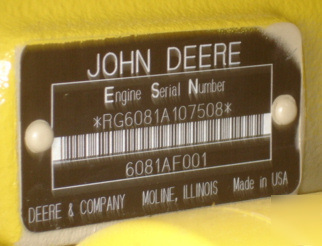 JOHN DEERE
Engine Serial Number
*RG6081A107508*
6081AF001
DEERE & COMPANY MOLINE, ILLINOIS Made in USA